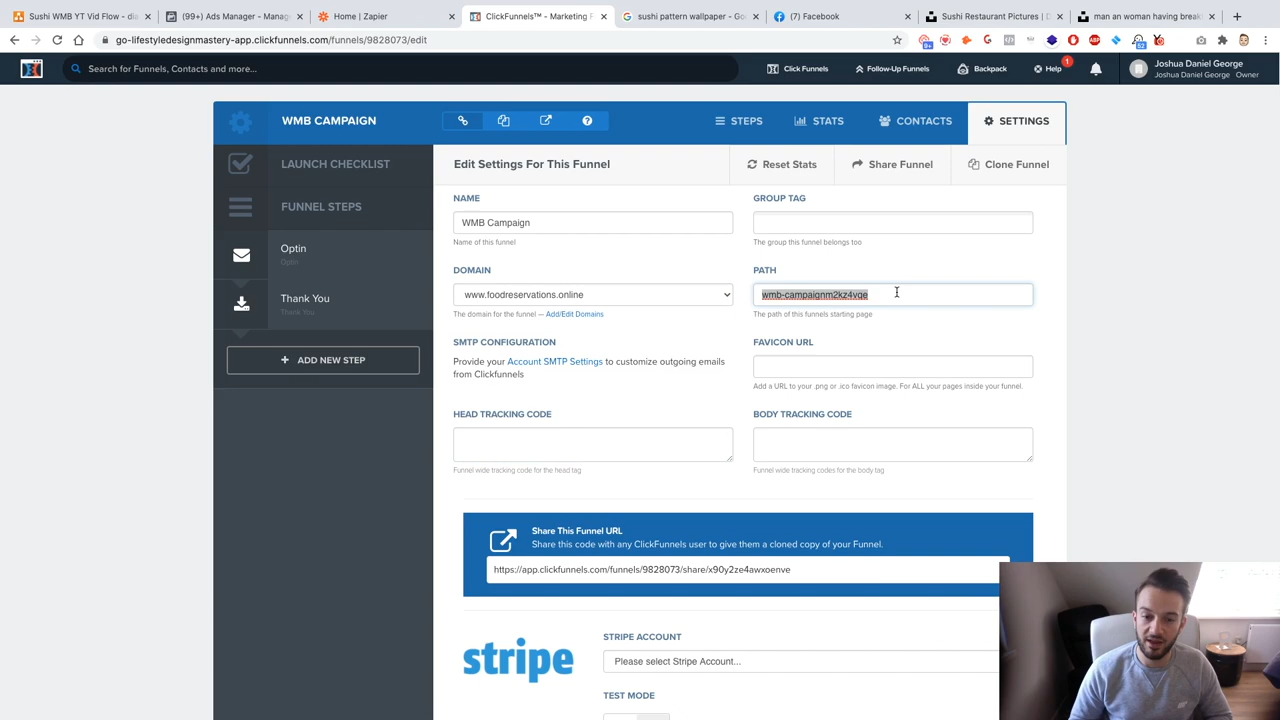 Sushi WMB YT Vid Flow - dia
(99+) Ads Manager - Manage
Home | Zapier
ClickFunnels™ - Marketing F
sushi pattern wallpaper - Goo
(7) Facebook
Sushi Restaurant Pictures | D
man an woman having break
go-lifestyledesignmastery-app.clickfunnels.com/funnels/9828073/edit
Search for Funnels, Contacts and more...
Click Funnels
Follow-Up Funnels
Backpack
Help
1
Joshua Daniel George
Joshua Daniel George Owner
WMB CAMPAIGN
STEPS
STATS
CONTACTS
SETTINGS
LAUNCH CHECKLIST
FUNNEL STEPS
Optin
Optin
Thank You
Thank You
ADD NEW STEP
Edit Settings For This Funnel
Reset Stats
Share Funnel
Clone Funnel
NAME
WMB Campaign
Name of this funnel
GROUP TAG
The group this funnel belongs too
DOMAIN
www.foodreservations.online
The domain for the funnel — Add/Edit Domains
PATH
wmb-campaignm2kz4vqe
The path of this funnels starting page
SMTP CONFIGURATION
Provide your Account SMTP Settings to customize outgoing emails
from Clickfunnels
FAVICON URL
Add a URL to your .png or .ico favicon image. For ALL your pages inside your funnel.
HEAD TRACKING CODE
Funnel wide tracking code for the head tag
BODY TRACKING CODE
Funnel wide tracking codes for the body tag
Share This Funnel URL
Share this code with any ClickFunnels user to give them a cloned copy of your Funnel.
https://app.clickfunnels.com/funnels/9828073/share/x90y2ze4awxoenve
stripe
STRIPE ACCOUNT
Please select Stripe Account...
TEST MODE